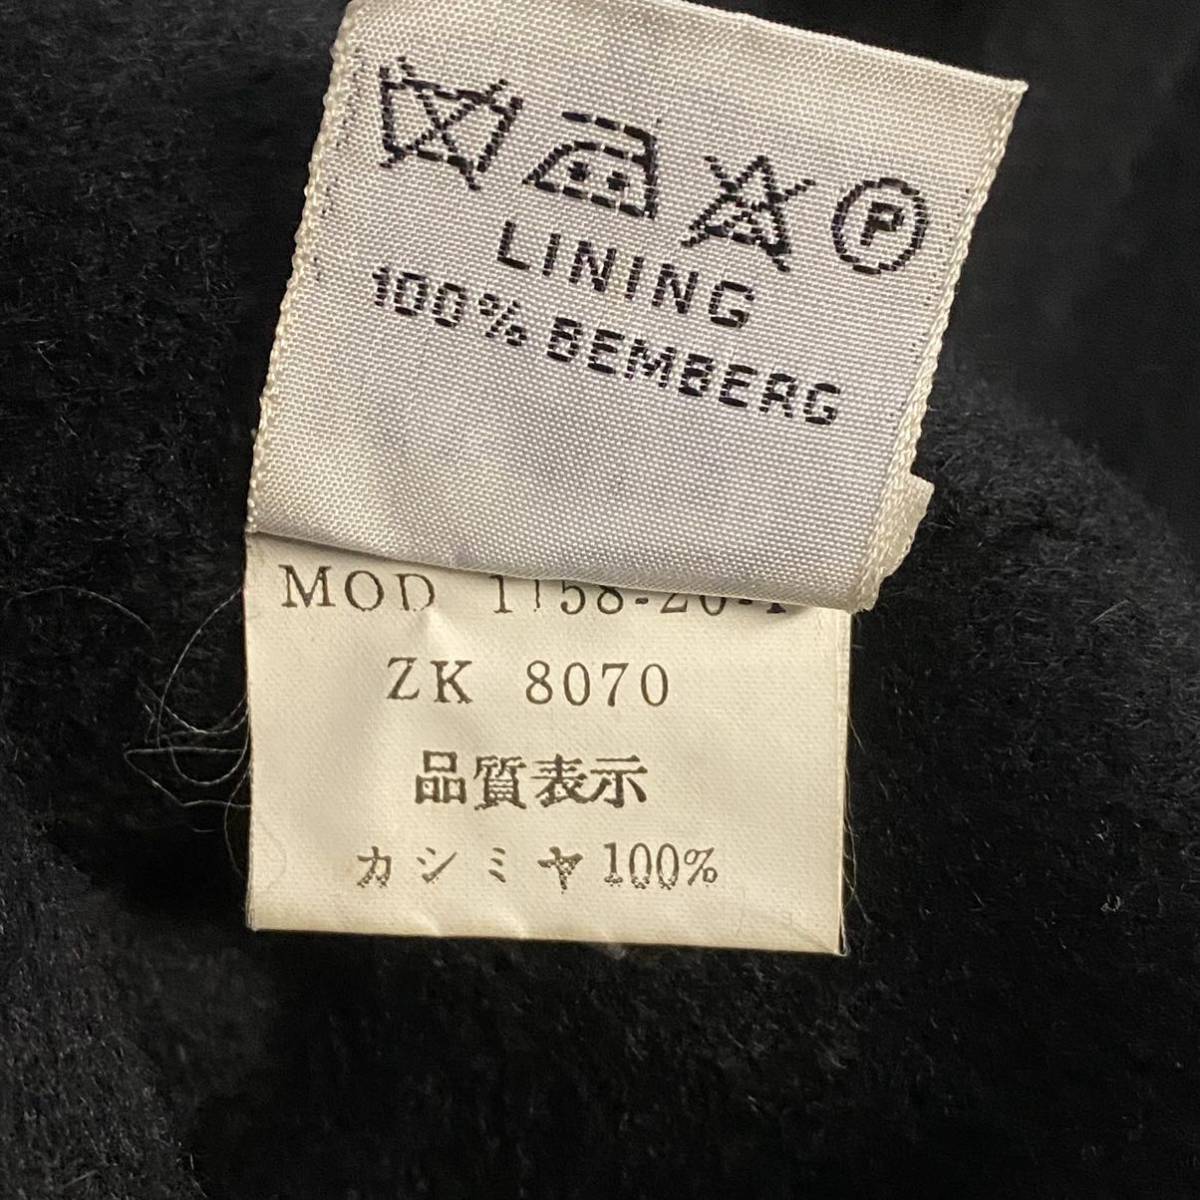 P
LINING
100% BEMBERG
MOD 1158-20-1
ZK 8070
品質表示
カシミヤ100%